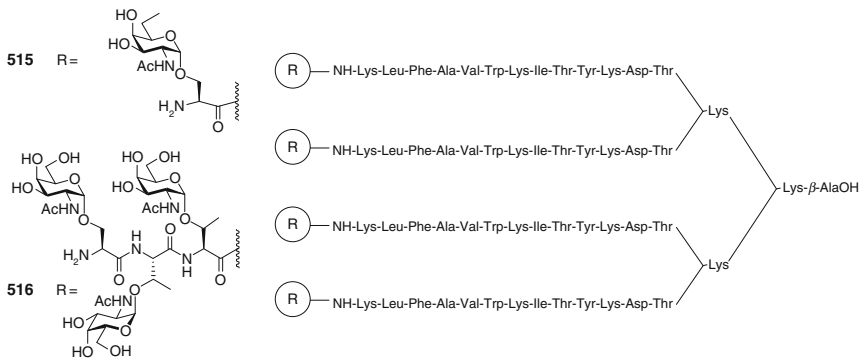 HO
O
HO
515 R=
AcHN
O
H2N
O
R NH-Lys-Leu-Phe-Ala-Val-Trp-Lys-Ile-Thr-Tyr-Lys-Asp-Thr
Lys
R NH-Lys-Leu-Phe-Ala-Val-Trp-Lys-Ile-Thr-Tyr-Lys-Asp-Thr
Lys-β-AlaOH
R NH-Lys-Leu-Phe-Ala-Val-Trp-Lys-Ile-Thr-Tyr-Lys-Asp-Thr
Lys
R NH-Lys-Leu-Phe-Ala-Val-Trp-Lys-Ile-Thr-Tyr-Lys-Asp-Thr
HO OH HO OH
O O
HO HO
AcHN AcHN
O O
O
H
N
H2N N
H
O O O
516 R=
O
AcHN
HO O
HO OH